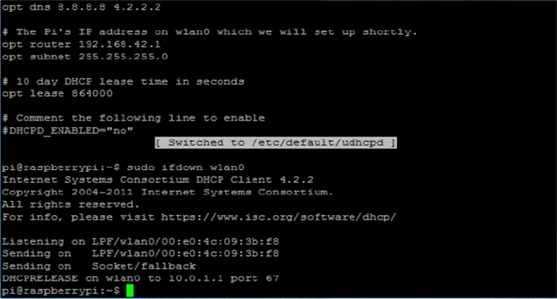 opt dns 8.8.8.8 4.2.2.2
# The Pi's IP address on wlan0 which we will set up shortly.
opt router 192.168.42.1
opt subnet 255.255.255.0
# 10 day DHCP lease time in seconds
opt lease 864000
# Comment the following line to enable
#DHCPD_ENABLED="no"
[ Switched to /etc/default/udhcpd ]
pi@raspberrypi:~$ sudo ifdown wlan0
Internet Systems Consortium DHCP Client 4.2.2
Copyright 2004-2011 Internet Systems Consortium.
All rights reserved.
For info, please visit https://www.isc.org/software/dhcp/
Listening on LPF/wlan0/00:e0:4c:09:3b:f8
Sending on   LPF/wlan0/00:e0:4c:09:3b:f8
Sending on   Socket/fallback
DHCPRELEASE on wlan0 to 10.0.1.1 port 67
pi@raspberrypi:~$